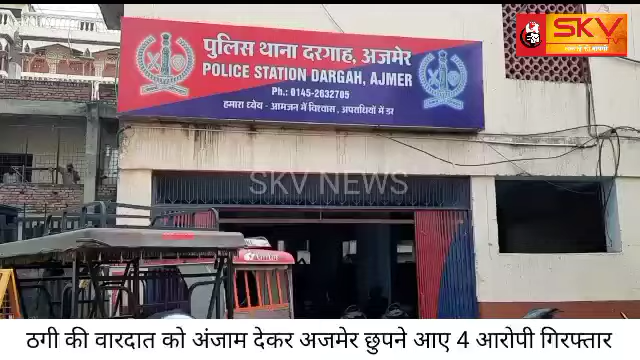 SKV
पुलिस थाना दरगाह, अजमेर
POLICE STATION DARGAH, AJMER
Ph.: 0145-2632705
हमारा ध्येय - आमजन में विश्वास, अपराधियों में डर
SKV NEWS
ठगी की वारदात को अंजाम देकर अजमेर छुपने आए 4 आरोपी गिरफ्तार